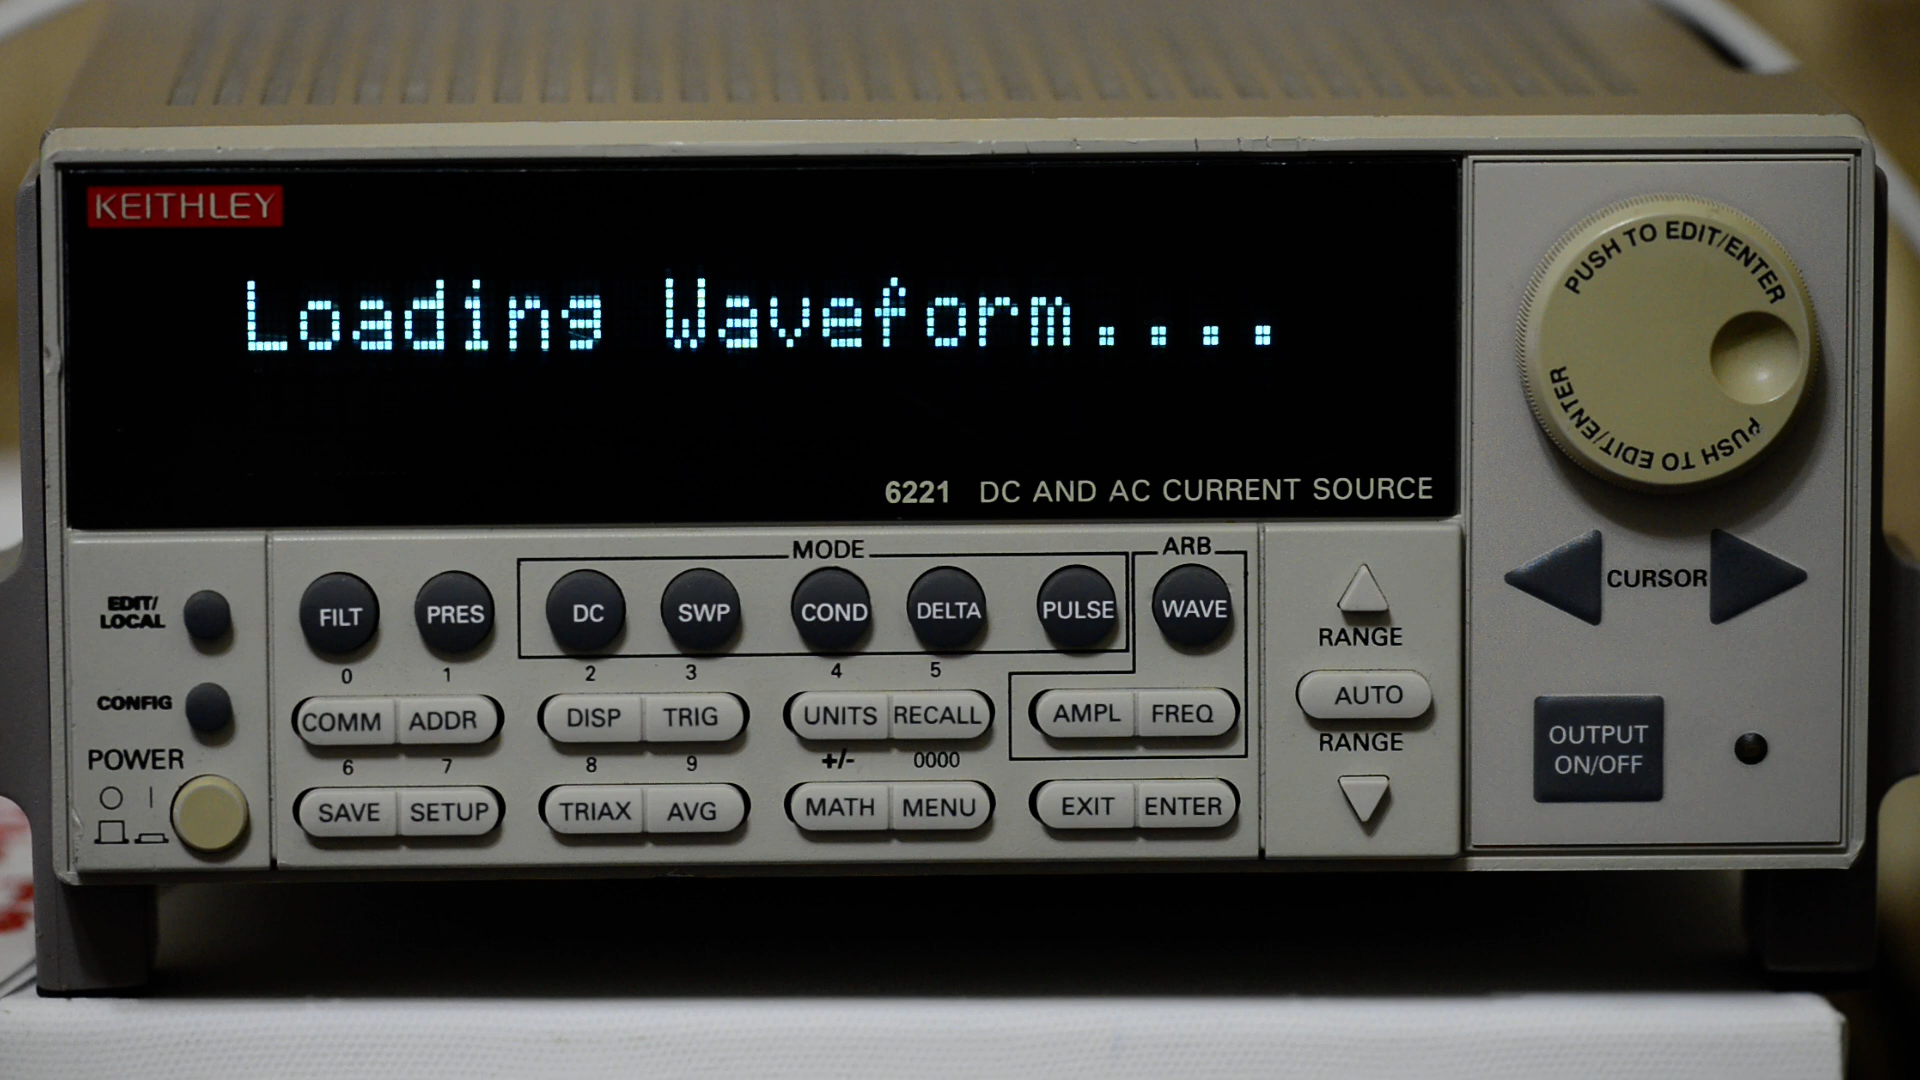 KEITHLEY
Loading Waveform....
6221 DC AND AC CURRENT SOURCE
PUSH TO EDIT/ENTER
PUSH TO EDIT/ENTER
CURSOR
MODE
ARB
EDIT/
LOCAL
FILT PRES DC SWP COND DELTA PULSE WAVE
RANGE
0 1 2 3 4 5
CONFIG
COMM ADDR DISP TRIG UNITS RECALL AMPL FREQ
AUTO
RANGE
POWER
6 7 8 9 +/- 0000
SAVE SETUP TRIAX AVG MATH MENU EXIT ENTER
OUTPUT
ON/OFF